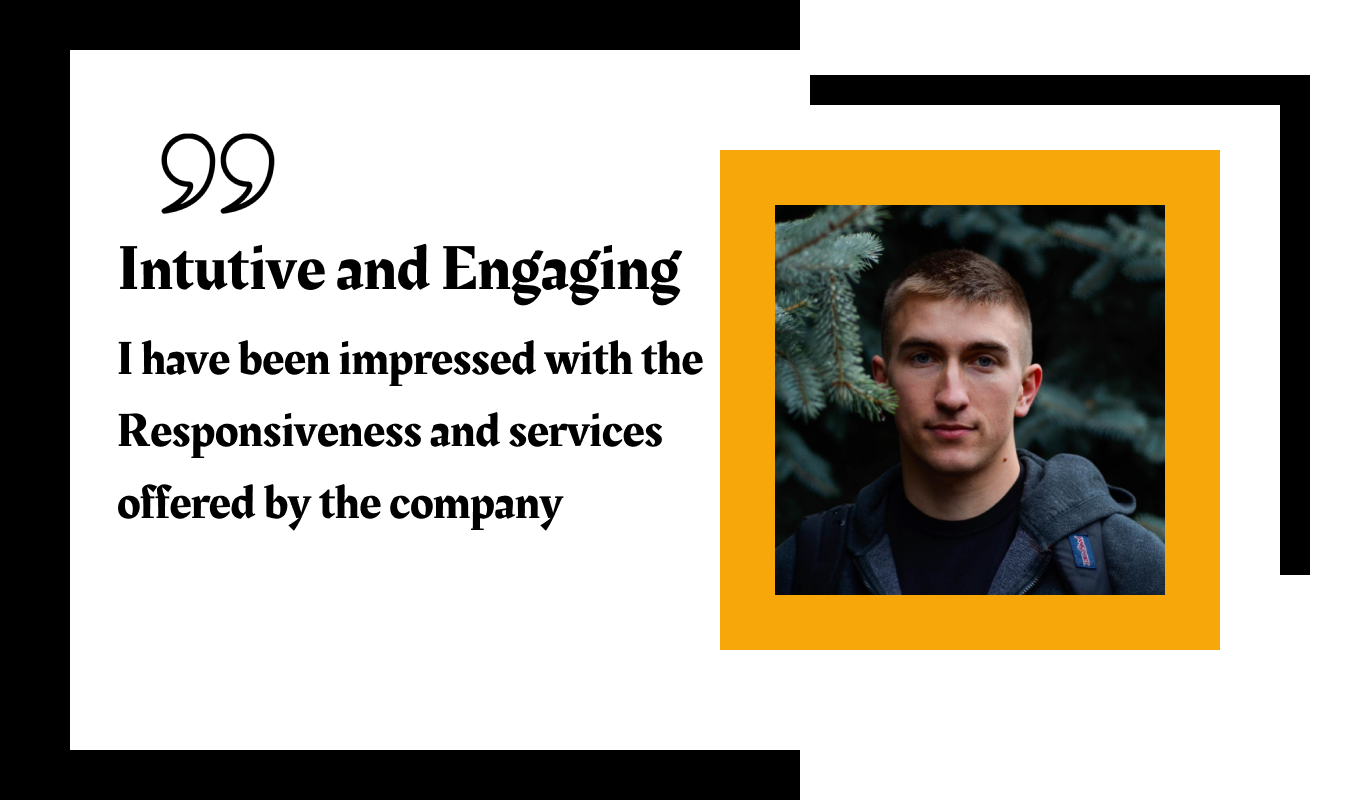 Intutive and Engaging
I have been impressed with the
Responsiveness and services
offered by the company